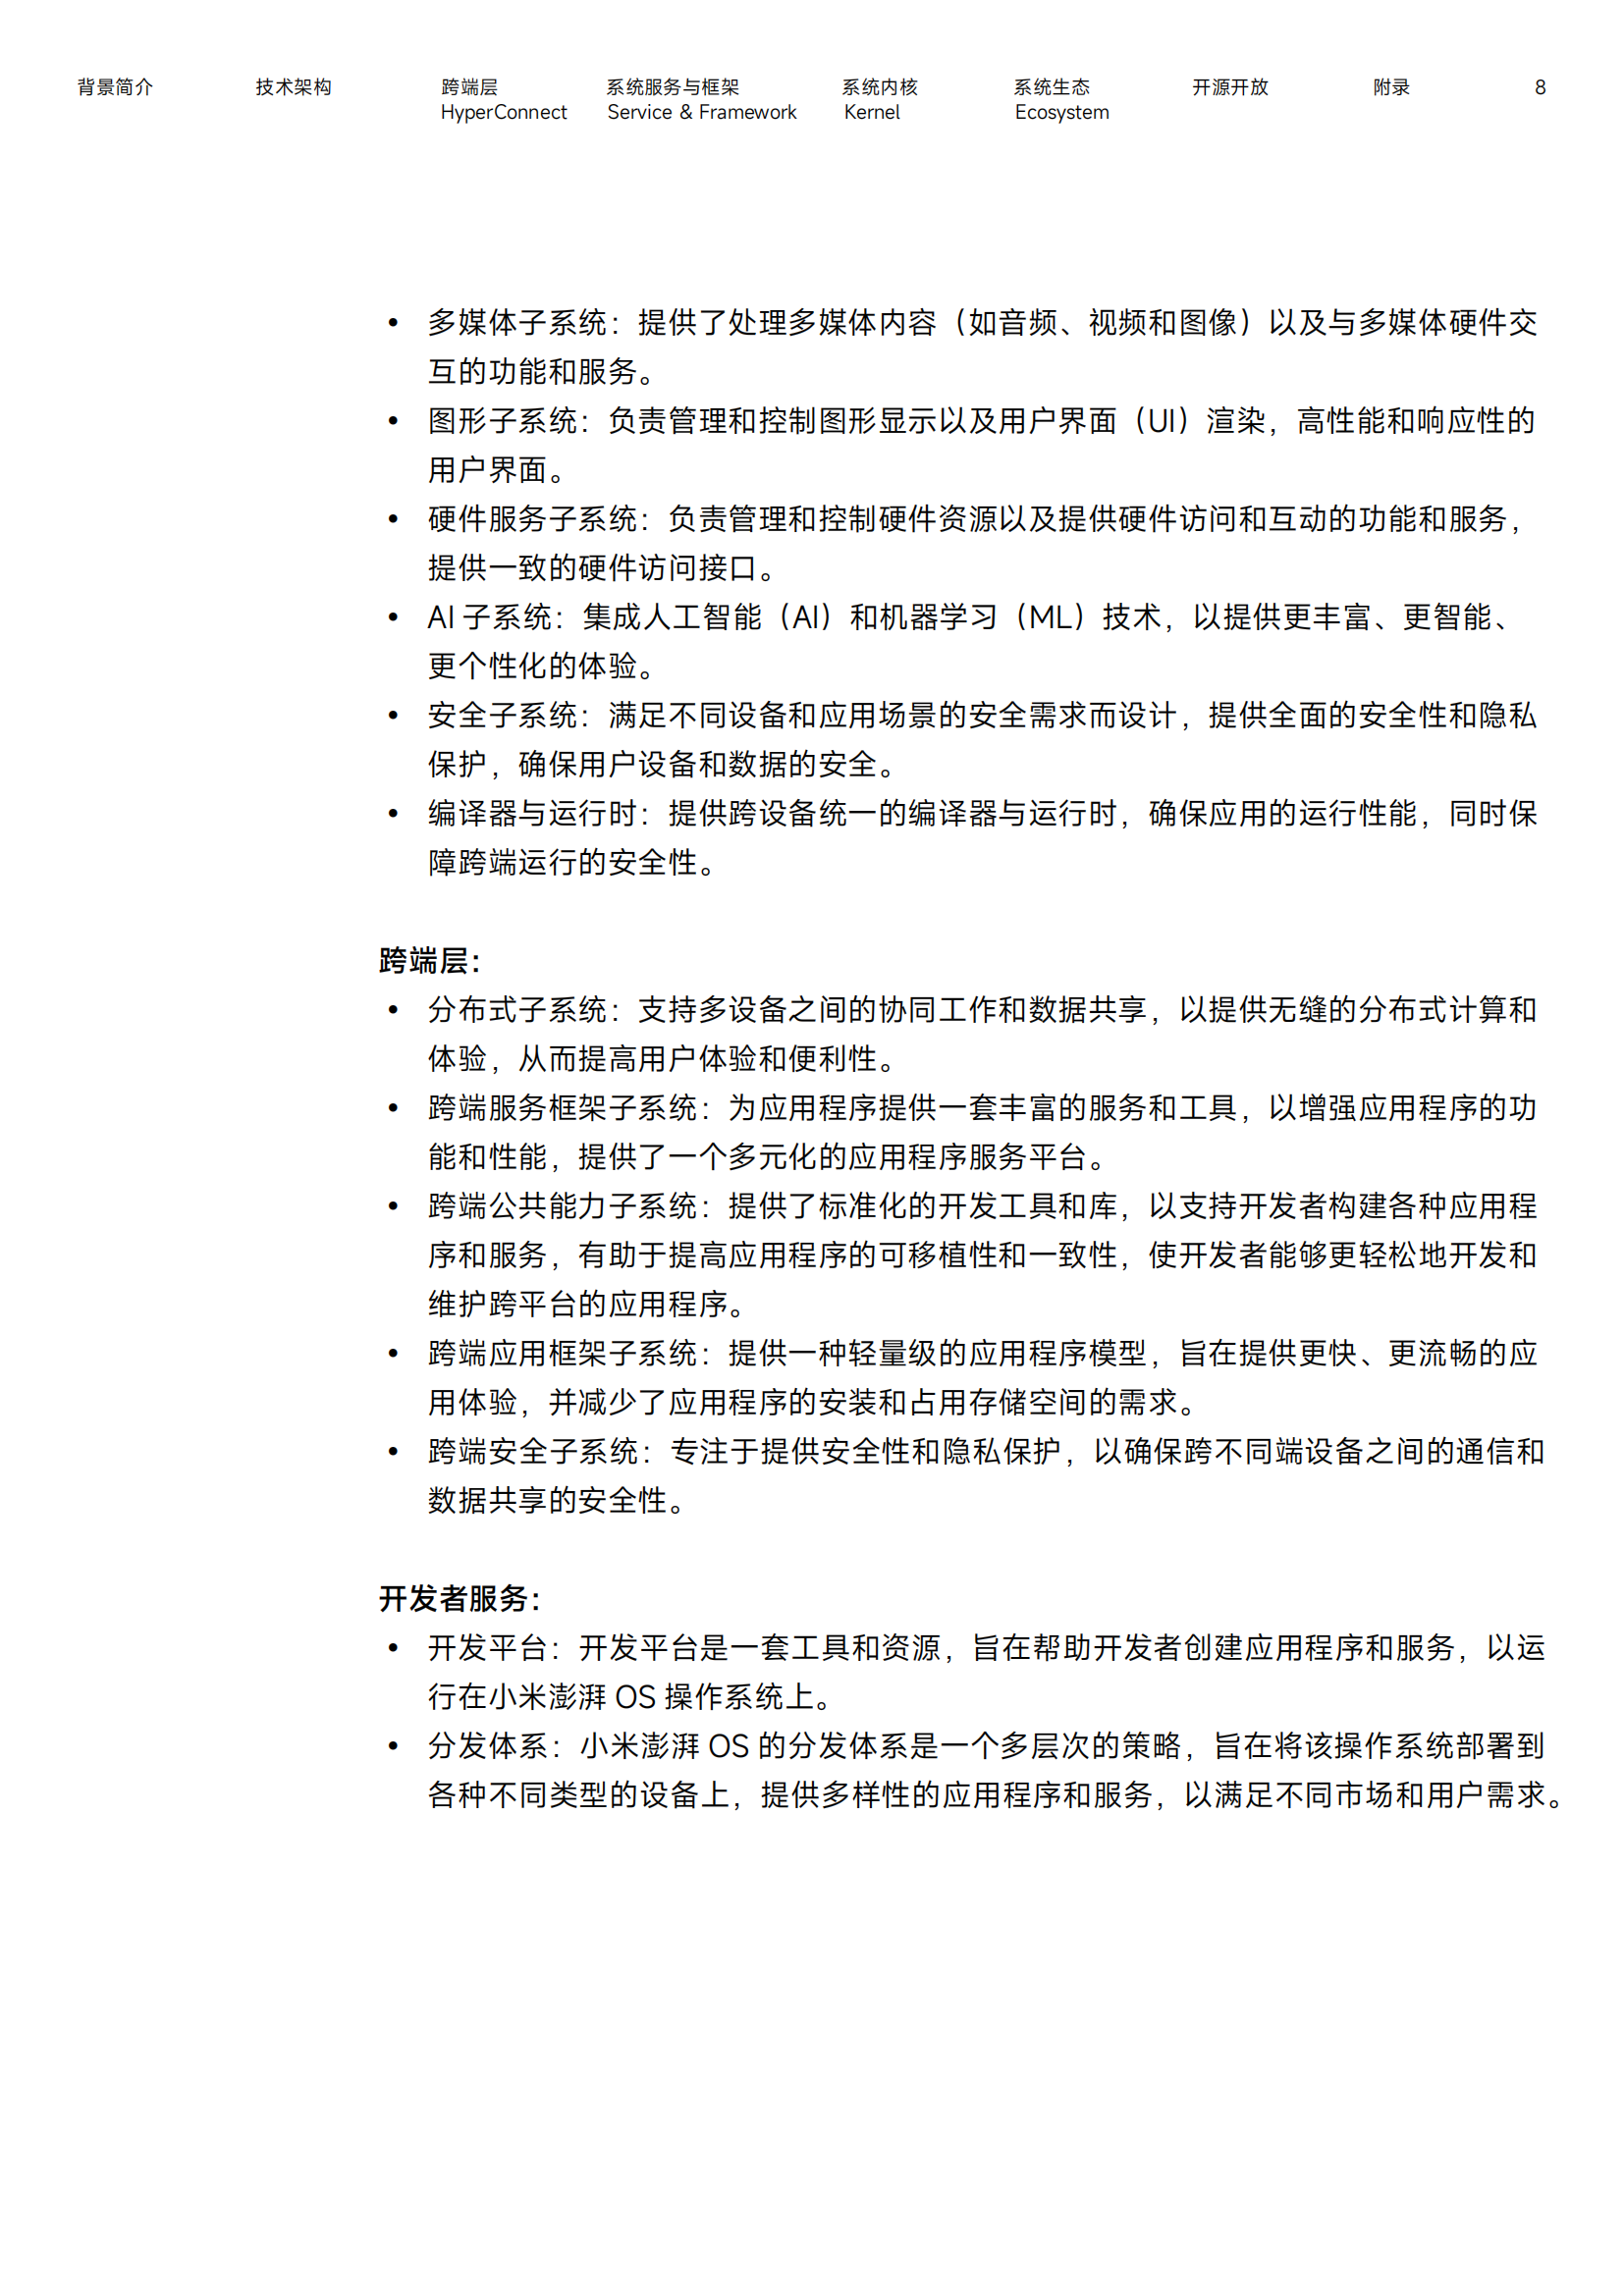 背景简介 技术架构 跨端层 系统服务与框架 系统内核 系统生态 开源开放 附录 8
HyperConnect Service & Framework Kernel Ecosystem
• 多媒体子系统：提供了处理多媒体内容（如音频、视频和图像）以及与多媒体硬件交
互的功能和服务。
• 图形子系统：负责管理和控制图形显示以及用户界面（UI）渲染，高性能和响应性的
用户界面。
• 硬件服务子系统：负责管理和控制硬件资源以及提供硬件访问和互动的功能和服务，
提供一致的硬件访问接口。
• AI 子系统：集成人工智能（AI）和机器学习（ML）技术，以提供更丰富、更智能、
更个性化的体验。
• 安全子系统：满足不同设备和应用场景的安全需求而设计，提供全面的安全性和隐私
保护，确保用户设备和数据的安全。
• 编译器与运行时：提供跨设备统一的编译器与运行时，确保应用的运行性能，同时保
障跨端运行的安全性。
跨端层：
• 分布式子系统：支持多设备之间的协同工作和数据共享，以提供无缝的分布式计算和
体验，从而提高用户体验和便利性。
• 跨端服务框架子系统：为应用程序提供一套丰富的服务和工具，以增强应用程序的功
能和性能，提供了一个多元化的应用程序服务平台。
• 跨端公共能力子系统：提供了标准化的开发工具和库，以支持开发者构建各种应用程
序和服务，有助于提高应用程序的可移植性和一致性，使开发者能够更轻松地开发和
维护跨平台的应用程序。
• 跨端应用框架子系统：提供一种轻量级的应用程序模型，旨在提供更快、更流畅的应
用体验，并减少了应用程序的安装和占用存储空间的需求。
• 跨端安全子系统：专注于提供安全性和隐私保护，以确保跨不同端设备之间的通信和
数据共享的安全性。
开发者服务：
• 开发平台：开发平台是一套工具和资源，旨在帮助开发者创建应用程序和服务，以运
行在小米澎湃 OS 操作系统上。
• 分发体系：小米澎湃 OS 的分发体系是一个多层次的策略，旨在将该操作系统部署到
各种不同类型的设备上，提供多样性的应用程序和服务，以满足不同市场和用户需求。